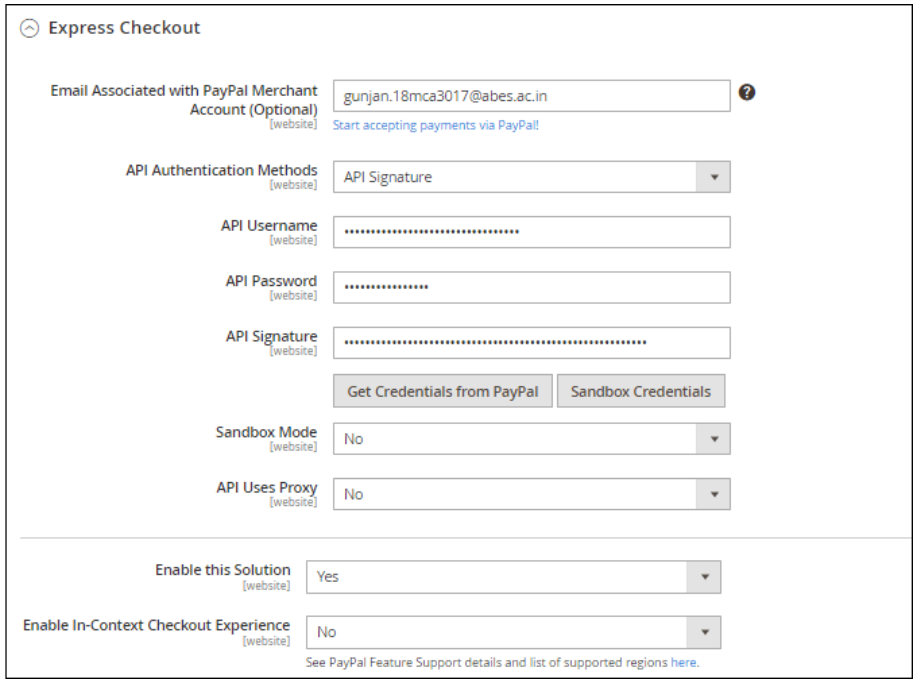 Express Checkout
Email Associated with PayPal Merchant
Account (Optional)
[website]
gunjan.18mca3017@abes.ac.in
?
Start accepting payments via PayPal!
API Authentication Methods
[website]
API Signature
API Username
[website]
••••••••••••••••••••••••••••••••
API Password
[website]
••••••••••••••••
API Signature
[website]
••••••••••••••••••••••••••••••••••••••••••••••••••••••••
Get Credentials from PayPal
Sandbox Credentials
Sandbox Mode
[website]
No
API Uses Proxy
[website]
No
Enable this Solution
[website]
Yes
Enable In-Context Checkout Experience
[website]
No
See PayPal Feature Support details and list of supported regions here.